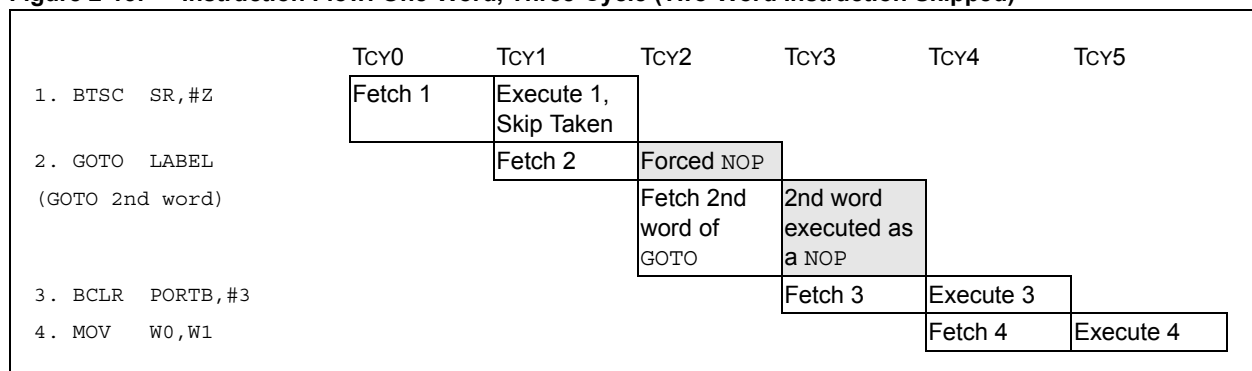 Figure Instruction Flow: One-Word, Three-Cycle (Two-Word Instruction Skipped)
TCY0 TCY1 TCY2 TCY3 TCY4 TCY5
1. BTSC SR,#Z Fetch 1 Execute 1,
Skip Taken
2. GOTO LABEL Fetch 2 Forced NOP
(GOTO 2nd word) Fetch 2nd 2nd word
word of executed as
GOTO a NOP
3. BCLR PORTB,#3 Fetch 3 Execute 3
4. MOV W0,W1 Fetch 4 Execute 4